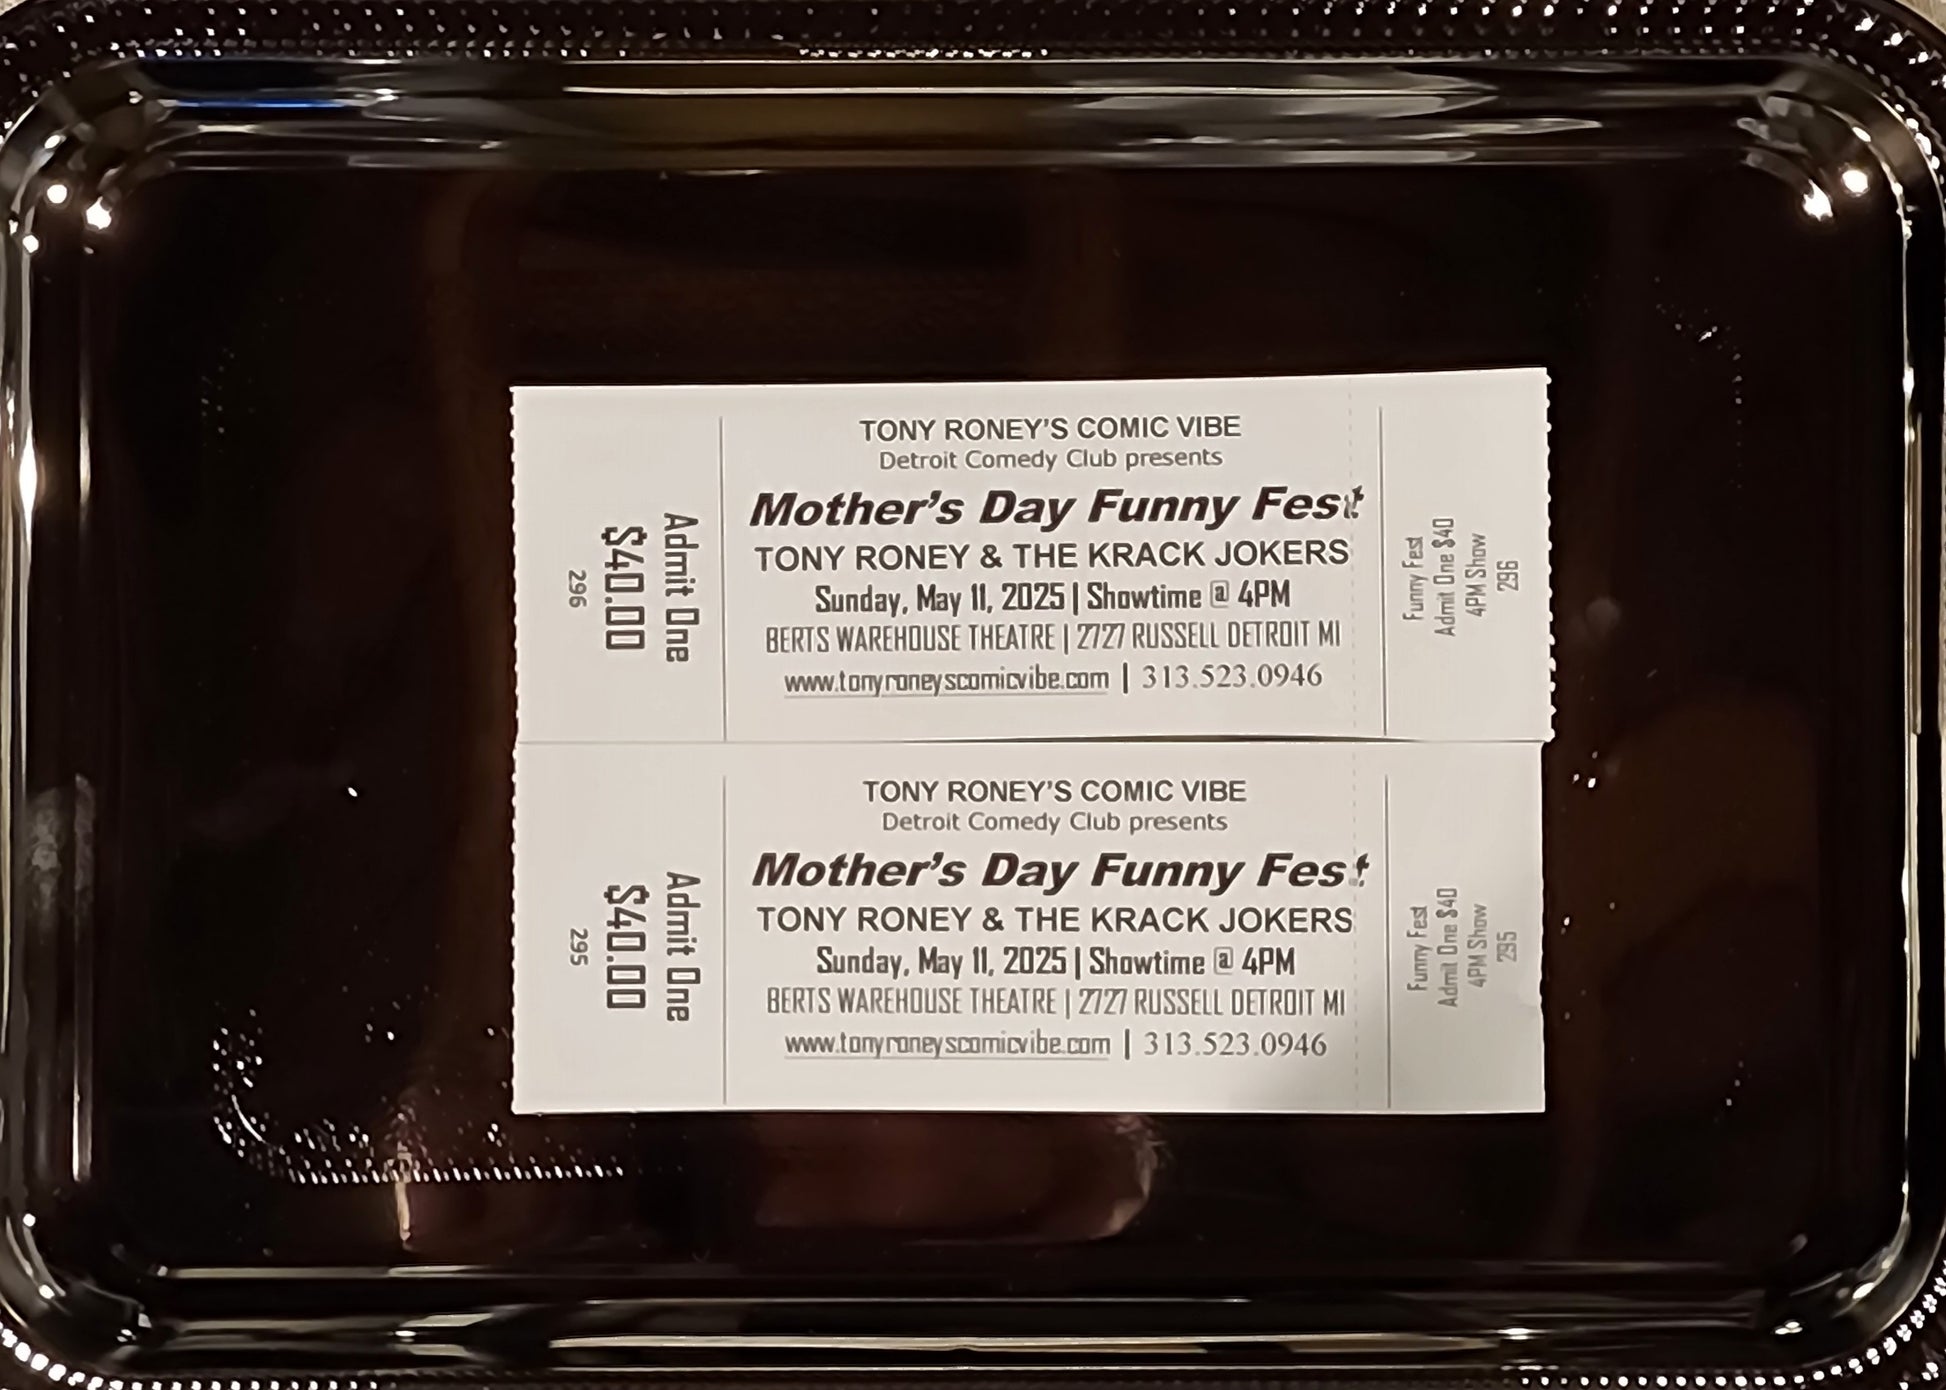 Admit One
$40.00
296
TONY RONEY'S COMIC VIBE
Detroit Comedy Club presents
Mother's Day Funny Fest
TONY RONEY & THE KRACK JOKERS
Sunday, May 11, 2025 | Showtime @ 4PM
BERTS WAREHOUSE THEATRE | 2727 RUSSELL DETROIT MI
www.tonyroneyscomicvibe.com | 313.523.0946
Funny Fest
Admit One $40
4PM Show
296
Admit One
$40.00
295
TONY RONEY'S COMIC VIBE
Detroit Comedy Club presents
Mother's Day Funny Fest
TONY RONEY & THE KRACK JOKERS
Sunday, May 11, 2025 | Showtime @ 4PM
BERTS WAREHOUSE THEATRE | 2727 RUSSELL DETROIT MI
www.tonyroneyscomicvibe.com | 313.523.0946
Funny Fest
Admit One $40
4PM Show
295